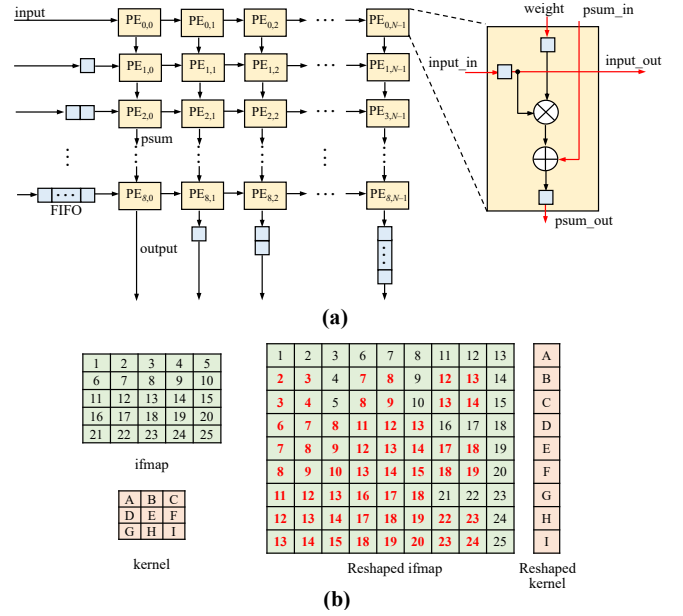 input PE0,0 PE0,1 PE0,2 ··· PE0,N−1
PE1,0 PE1,1 PE1,2 ··· PE1,N−1
PE2,0 PE2,1 PE2,2 ··· PE3,N−1
psum
PE8,0 PE8,1 PE8,2 ··· PE8,N−1
FIFO
output
weight psum_in
input_in input_out
psum_out
(a)
1 2 3 4 5
6 7 8 9 10
11 12 13 14 15
16 17 18 19 20
21 22 23 24 25
ifmap
A B C
D E F
G H I
kernel
1 2 3 6 7 8 11 12 13 A
2 3 4 7 8 9 12 13 14 B
3 4 5 8 9 10 13 14 15 C
6 7 8 11 12 13 16 17 18 D
7 8 9 12 13 14 17 18 19 E
8 9 10 13 14 15 18 19 20 F
11 12 13 16 17 18 21 22 23 G
12 13 14 17 18 19 22 23 24 H
13 14 15 18 19 20 23 24 25 I
Reshaped ifmap
Reshaped
kernel
(b)